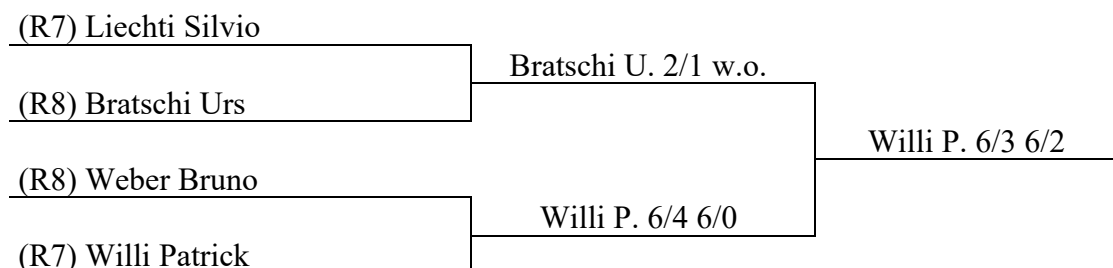 (R7) Liechti Silvio
Bratschi U. 2/1 w.o.
(R8) Bratschi Urs
Willi P. 6/3 6/2
(R8) Weber Bruno
Willi P. 6/4 6/0
(R7) Willi Patrick